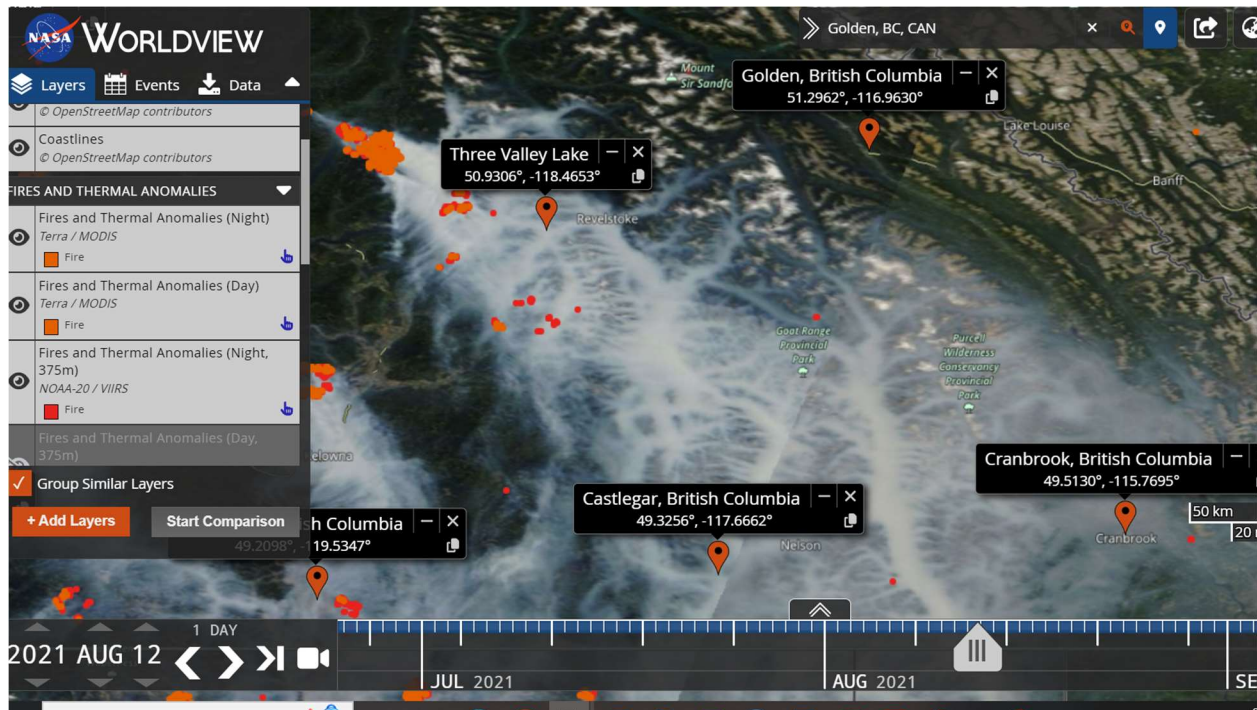 NASA WORLDVIEW
Layers Events Data
© OpenStreetMap contributors
Coastlines
© OpenStreetMap contributors
FIRES AND THERMAL ANOMALIES
Fires and Thermal Anomalies (Night)
Terra / MODIS
Fire
Fires and Thermal Anomalies (Day)
Terra / MODIS
Fire
Fires and Thermal Anomalies (Night,
375m)
NOAA-20 / VIIRS
Fire
Fires and Thermal Anomalies (Day,
375m)
Group Similar Layers
+ Add Layers Start Comparison
Golden, BC, CAN
Mount
Sir Sandfo
Golden, British Columbia
51.2962°, -116.9630°
Lake Louise
Banff
Three Valley Lake
50.9306°, -118.4653°
Revelstoke
Goat Range
Provincial
Park
Purcell
Wilderness
Conservancy
Provincial
Park
elowna
Cranbrook, British Columbia
49.5130°, -115.7695°
Cranbrook
50 km
20
Castlegar, British Columbia
49.3256°, -117.6662°
Nelson
sh Columbia
49.2098°, -119.5347°
1 DAY
2021 AUG 12
JUL 2021
AUG 2021
SE